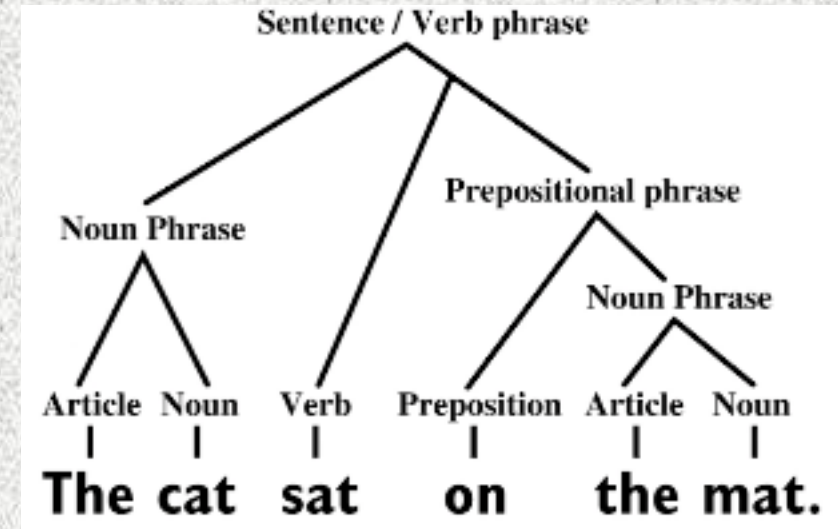 Sentence / Verb phrase
Prepositional phrase
Noun Phrase
Noun Phrase
Article Noun Verb Preposition Article Noun
The cat sat on the mat.